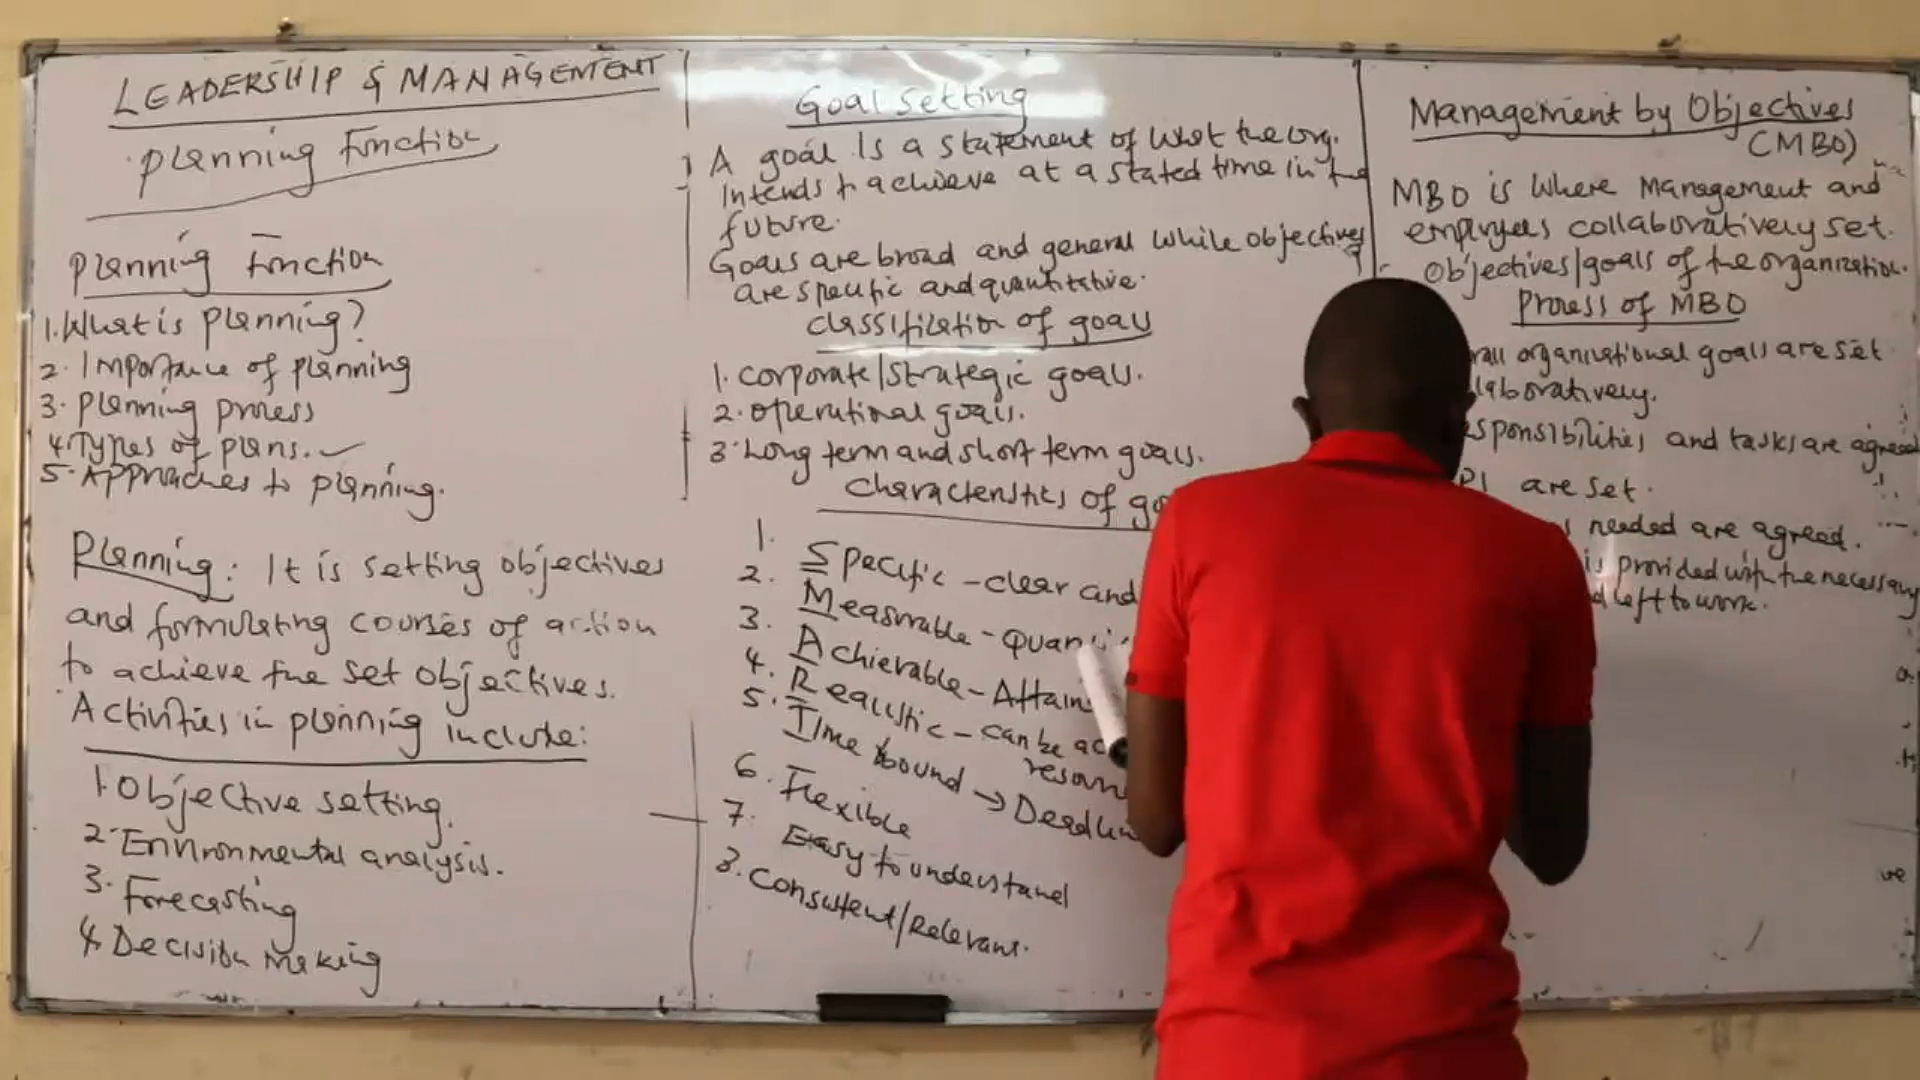 LEADERSHIP & MANAGEMENT
Planning Function
Planning Function
1. What is planning?
2. Importance of planning
3. Planning process
4. Types of plans.
5. Approaches to planning.
Planning: It is setting objectives
and formulating courses of action
to achieve the set objectives.
Activities in planning include:
1. Objective setting.
2. Environmental analysis.
3. Forecasting
4. Decision Making
Goal Setting
A goal is a statement of what the org.
intends to achieve at a stated time in the
future.
Goals are broad and general while objectives
are specific and quantitative.
Classification of goals
1. Corporate/Strategic goals.
2. Operational goals.
3. Long term and short term goals.
Characteristics of
1. Specific - clear and
2. Measurable -
3. Achievable -
4. Realistic - can be
5. Time bound →
6. Flexible
7. Easy to understand
8. Consistent/Relevant.
Management by Objectives
(MBO)
MBO is where Management and
employees collaboratively set
objectives/goals of the organization.
Process of MBO
organizational goals are set
and tasks are agreed
are set.
needed are agreed.
is provided with the necessary
left to work.